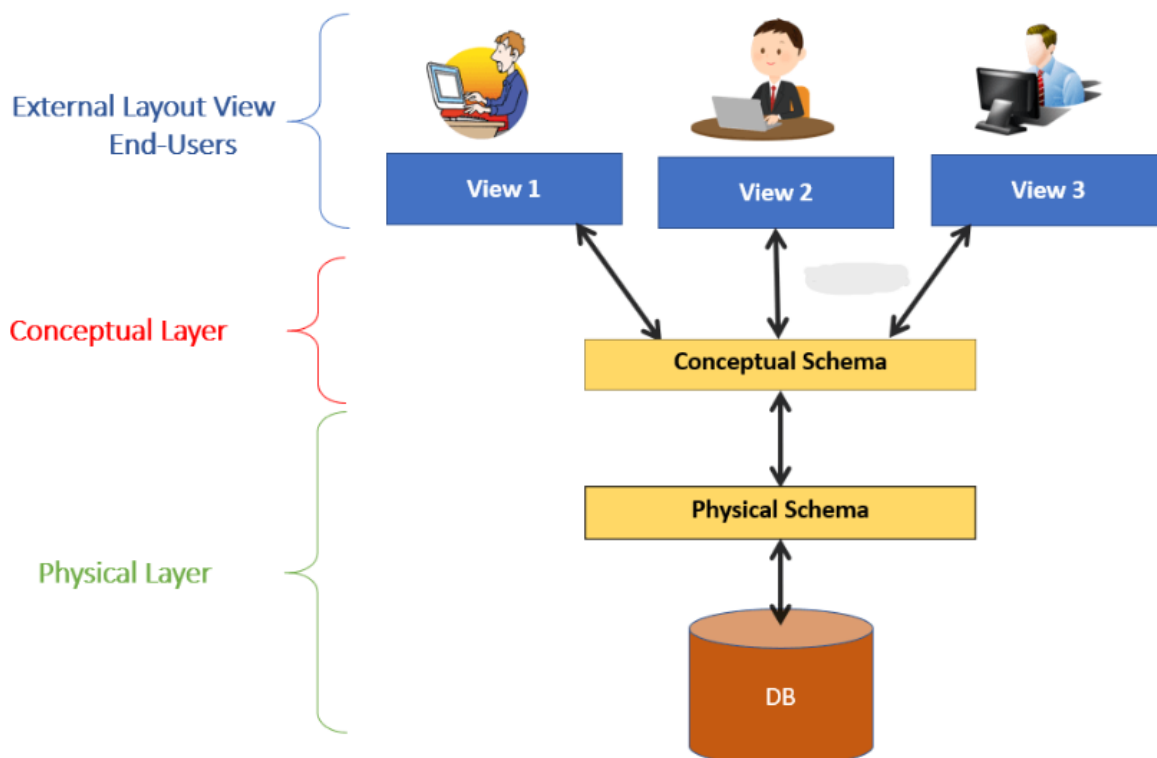 External Layout View
End-Users
View 1
View 2
View 3
Conceptual Layer
Conceptual Schema
Physical Schema
Physical Layer
DB